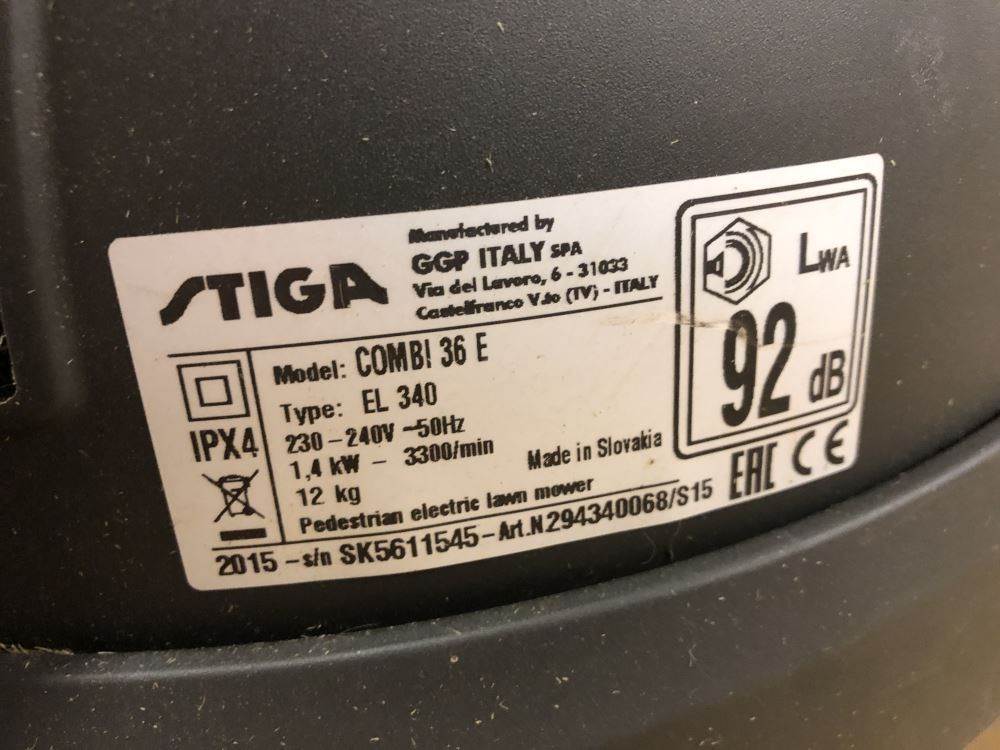 STIGA
Manufactured by
GGP ITALY SPA
Via del Lavoro, 6 - 31033
Castelfranco V.to (TV) - ITALY
LWA
92 dB
IPX4
Model: COMBI 36 E
Type: EL 340
230 – 240V ~50Hz
1,4 kW – 3300/min
12 kg
Made in Slovakia
Pedestrian electric lawn mower
2015 – s/n SK5611545 – Art.N 294340068/S15
EAC CE